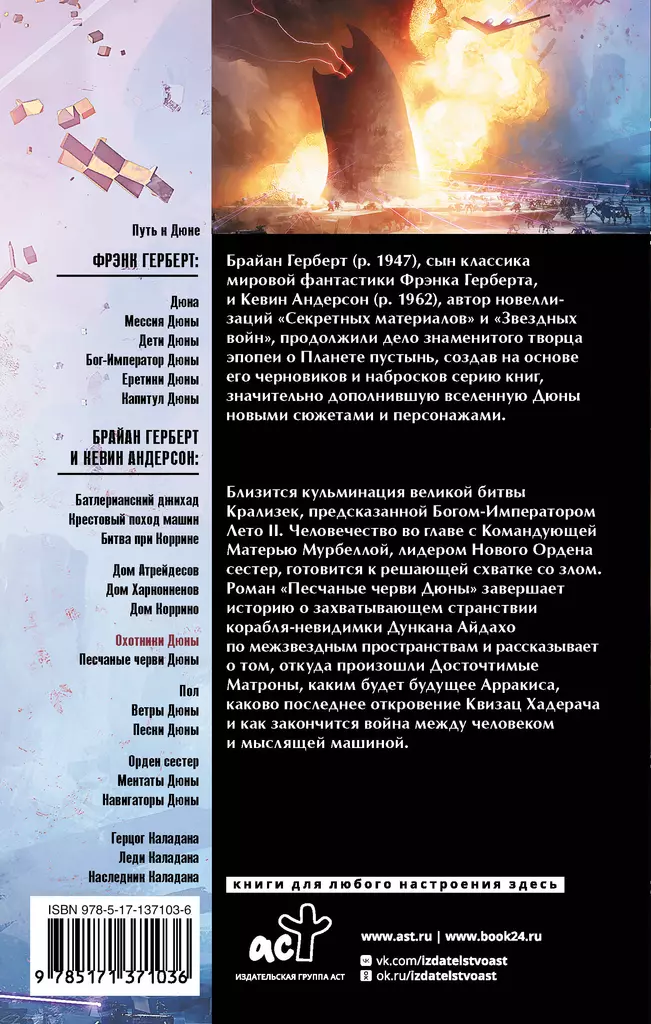 Путь к Дюне
ФРЭНК ГЕРБЕРТ:
Дюна
Мессия Дюны
Дети Дюны
Бог-Император Дюны
Еретики Дюны
Капитул Дюны
БРАЙАН ГЕРБЕРТ
И КЕВИН АНДЕРСОН:
Батлерианский джихад
Крестовый поход машин
Битва при Коррине
Дом Атрейдесов
Дом Харконненов
Дом Коррино
Охотники Дюны
Песчаные черви Дюны
Пол
Ветры Дюны
Песни Дюны
Орден сестер
Ментаты Дюны
Навигаторы Дюны
Герцог Каладана
Леди Каладана
Наследник Каладана
ISBN 978-5-17-137103-6
9 785171 371036
Брайан Герберт (р. 1947), сын классика
мировой фантастики Фрэнка Герберта,
и Кевин Андерсон (р. 1962), автор новелли-
заций «Секретных материалов» и «Звездных
войн», продолжили дело знаменитого творца
эпопеи о Планете пустынь, создав на основе
его черновиков и набросков серию книг,
значительно дополнившую вселенную Дюны
новыми сюжетами и персонажами.
Близится кульминация великой битвы
Крализек, предсказанной Богом-Императором
Лето II. Человечество во главе с Командующей
Матерью Мурбеллой, лидером Нового Ордена
сестер, готовится к решающей схватке со злом.
Роман «Песчаные черви Дюны» завершает
историю о захватывающем странствии
корабля-невидимки Дункана Айдахо
по межзвездным пространствам и рассказывает
о том, откуда произошли Досточтимые
Матроны, каким будет будущее Арракиса,
каково последнее откровение Квизац Хадерача
и как закончится война между человеком
и мыслящей машиной.
книги для любого настроения здесь
аст
ИЗДАТЕЛЬСКАЯ ГРУППА АСТ
www.ast.ru | www.book24.ru
vk.com/izdatelstvoast
ok.ru/izdatelstvoast